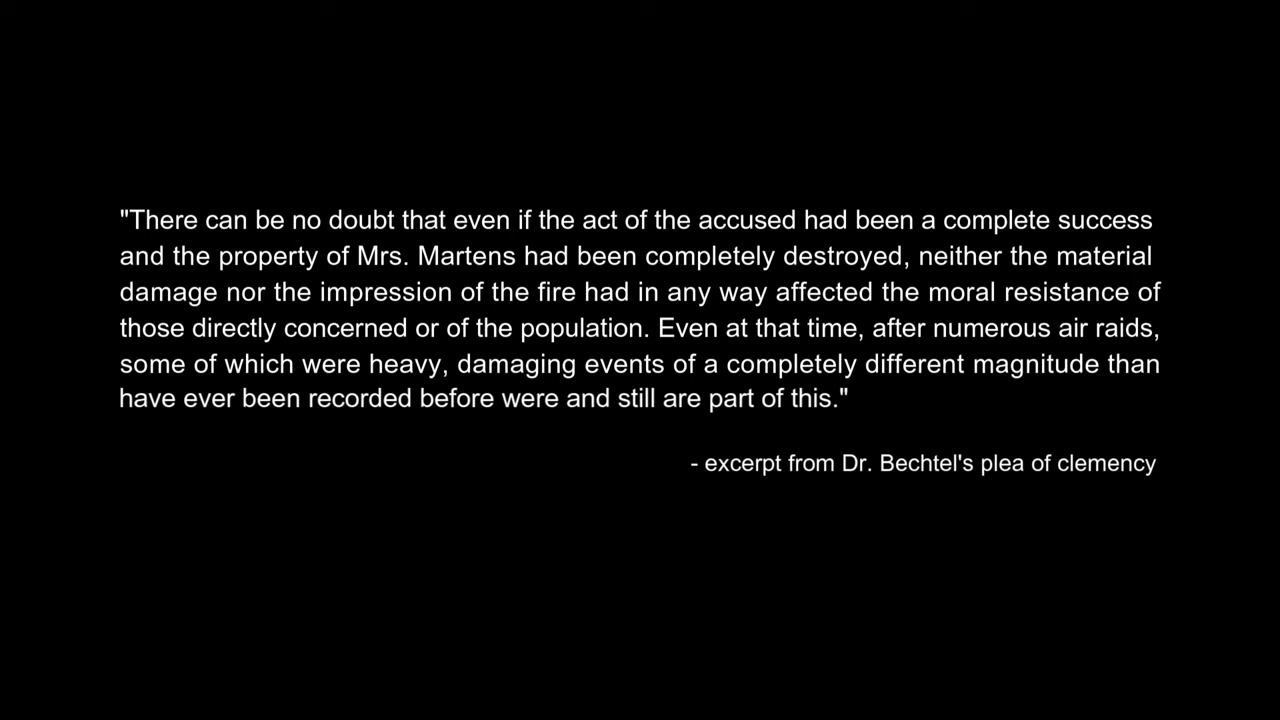 "There can be no doubt that even if the act of the accused had been a complete success
and the property of Mrs. Martens had been completely destroyed, neither the material
damage nor the impression of the fire had in any way affected the moral resistance of
those directly concerned or of the population. Even at that time, after numerous air raids,
some of which were heavy, damaging events of a completely different magnitude than
have ever been recorded before were and still are part of this."
- excerpt from Dr. Bechtel's plea of clemency